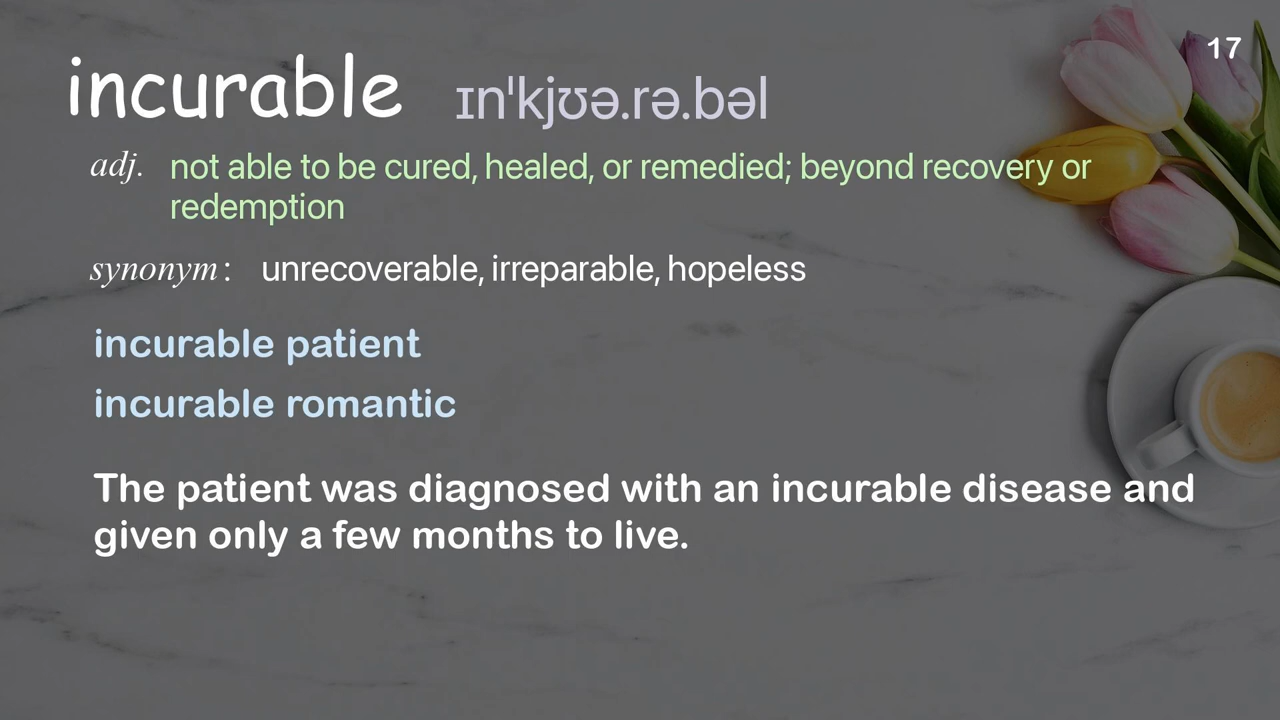 17
incurable ɪnˈkjʊə.rə.bəl
adj. not able to be cured, healed, or remedied; beyond recovery or
redemption
synonym: unrecoverable, irreparable, hopeless
incurable patient
incurable romantic
The patient was diagnosed with an incurable disease and
given only a few months to live.